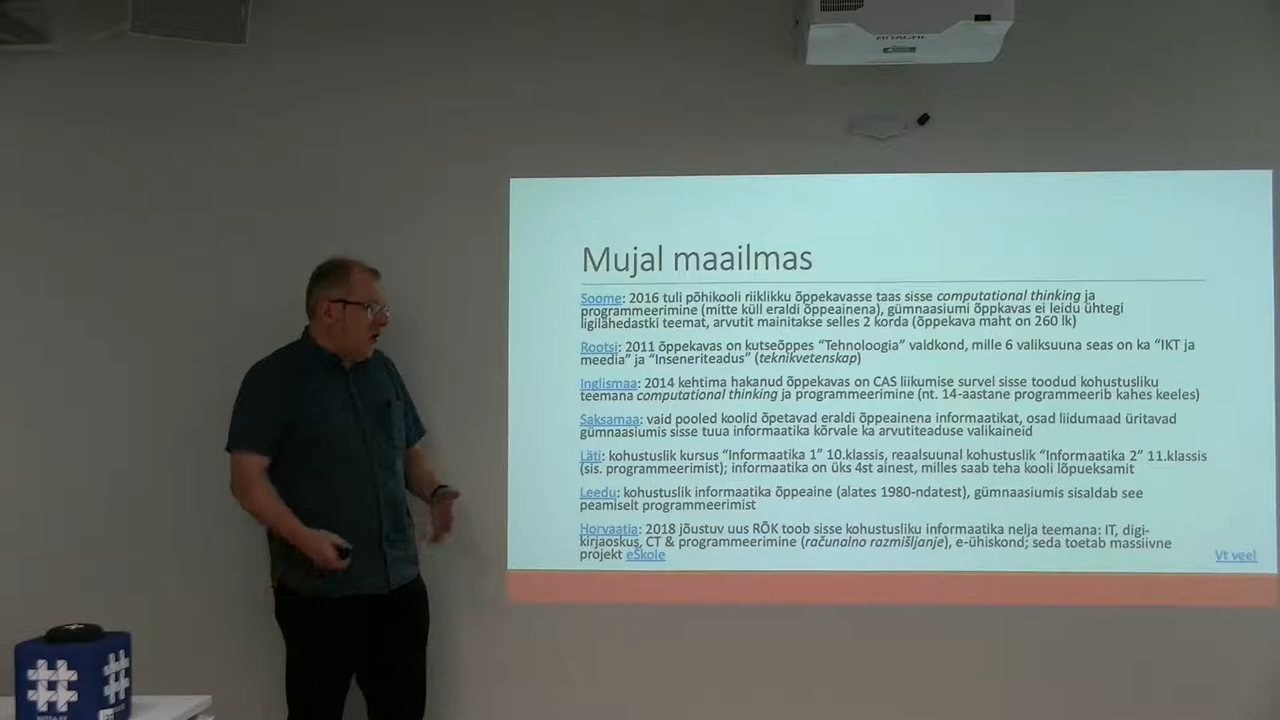 HITACHI
Mujal maailmas
Soome: 2016 tuli põhikooli riiklikku õppekavasse taas sisse computational thinking ja
programmeerimine (mitte küll eraldi õppeainena), gümnaasiumi õppkavas ei leidu ühtegi
ligilähedastki teemat, arvutit mainitakse selles 2 korda (õppekava maht on 260 lk)
Rootsi: 2011 õppekavas on kutseõppes “Tehnoloogia” valdkond, mille 6 valiksuuna seas on ka “IKT ja
meedia” ja “Inseneriteadus” (teknikvetenskap)
Inglismaa: 2014 kehtima hakanud õppekavas on CAS liikumise survel sisse toodud kohustusliku
teemana computational thinking ja programmeerimine (nt. 14-aastane programmeerib kahes keeles)
Saksamaa: vaid pooled koolid õpetavad eraldi õppeainena informaatikat, osad liidumaad üritavad
gümnaasiumis sisse tuua informaatika kõrvale ka arvutiteaduse valikaineid
Läti: kohustuslik kursus “Informaatika 1” 10.klassis, reaalsuunal kohustuslik “Informaatika 2” 11.klassis
(sis. programmeerimist); informaatika on üks 4st ainest, milles saab teha kooli lõpueksamit
Leedu: kohustuslik informaatika õppeaine (alates 1980-ndatest), gümnaasiumis sisaldab see
peamiselt programmeerimist
Horvaatia: 2018 jõustuv uus RÕK toob sisse kohustusliku informaatika nelja teemana: IT, digi-
kirjaoskus, CT & programmeerimine (računalno razmišljanje), e-ühiskond; seda toetab massiivne
projekt eŠkole
Vt veel
#
#